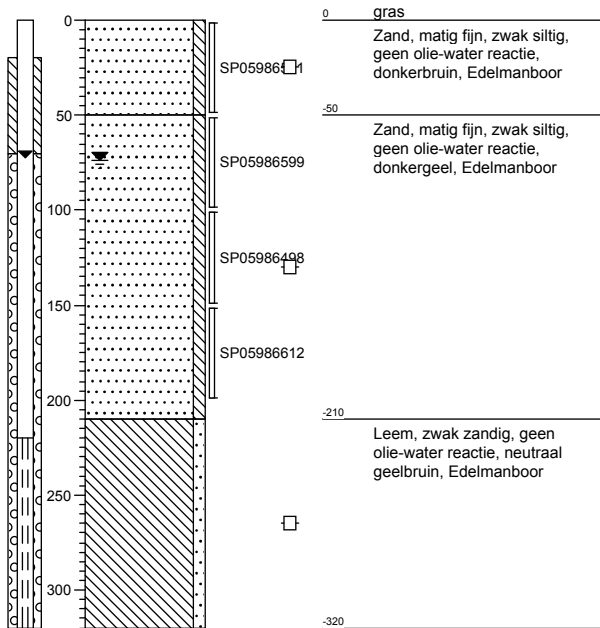 0
50
100
150
200
250
300
SP05986599
SP05986498
SP05986612
0 gras
Zand, matig fijn, zwak siltig,
geen olie-water reactie,
donkerbruin, Edelmanboor
-50
Zand, matig fijn, zwak siltig,
geen olie-water reactie,
donkergeel, Edelmanboor
-210
Leem, zwak zandig, geen
olie-water reactie, neutraal
geelbruin, Edelmanboor
-320